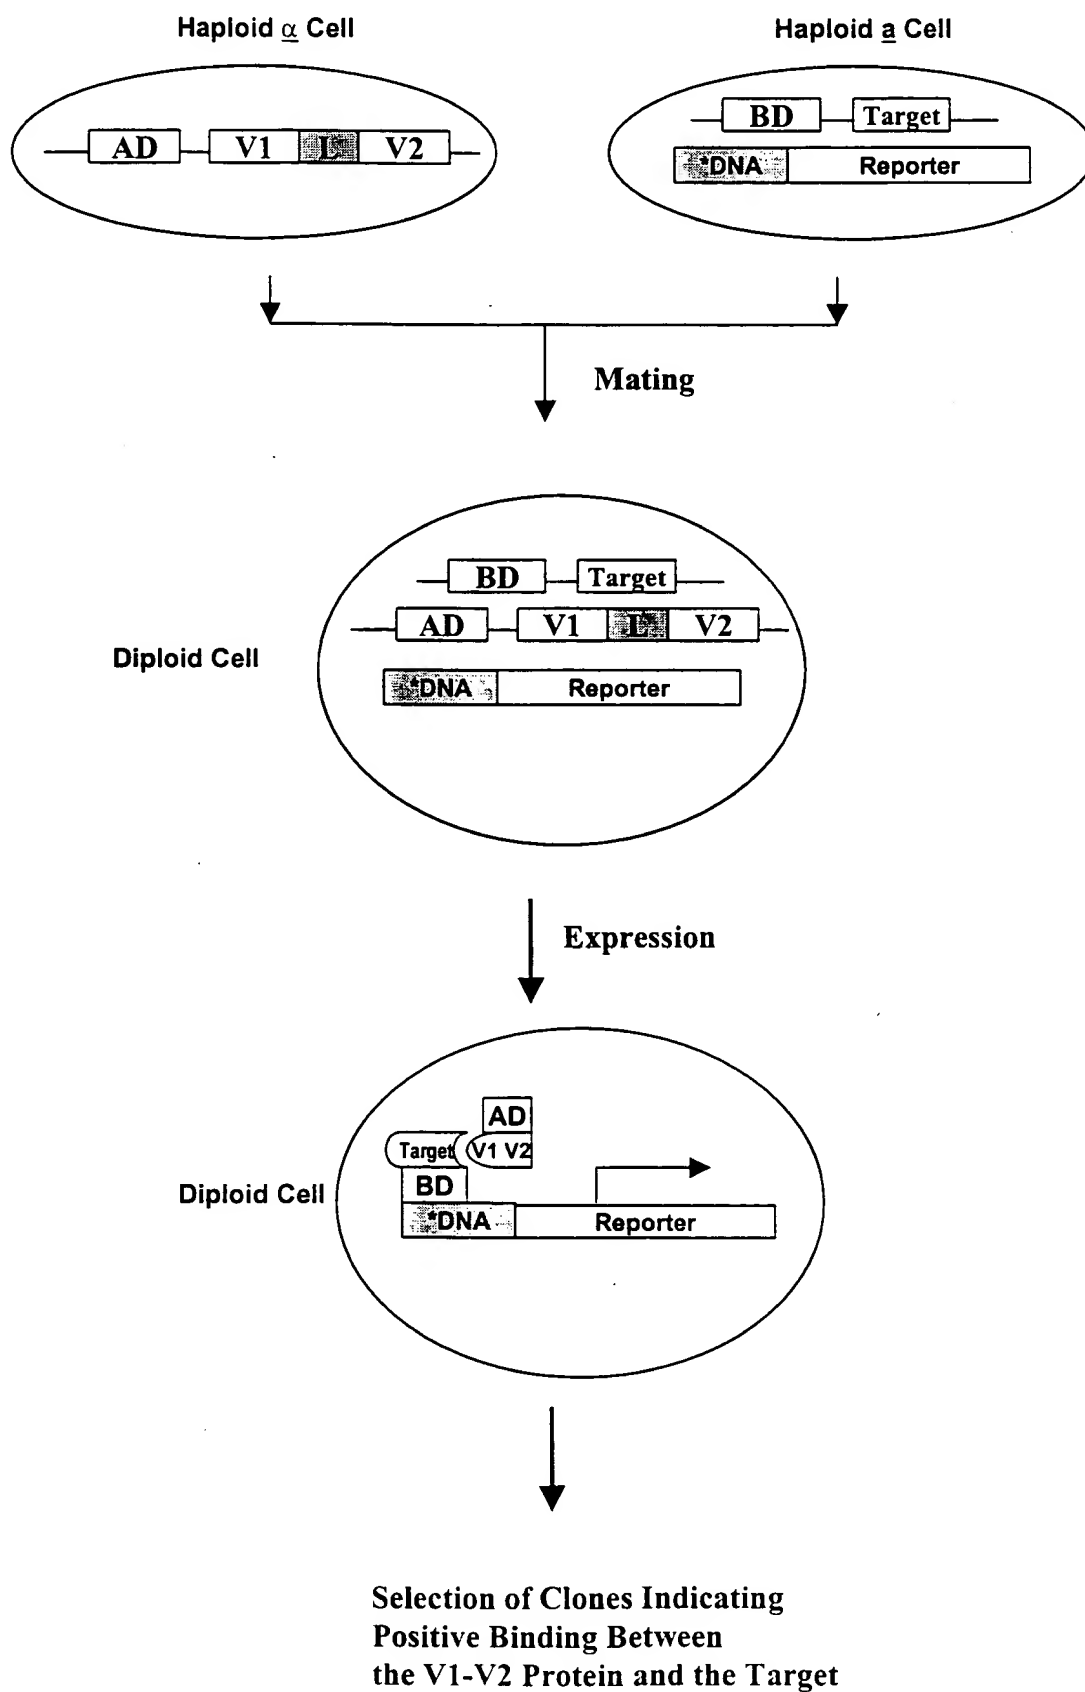 Haploid α Cell
Haploid a Cell
AD V1 L V2
BD Target
*DNA Reporter
Mating
BD Target
AD V1 L V2
Diploid Cell
*DNA Reporter
Expression
AD
Target V1 V2
BD
Diploid Cell
*DNA Reporter
Selection of Clones Indicating
Positive Binding Between
the V1-V2 Protein and the Target